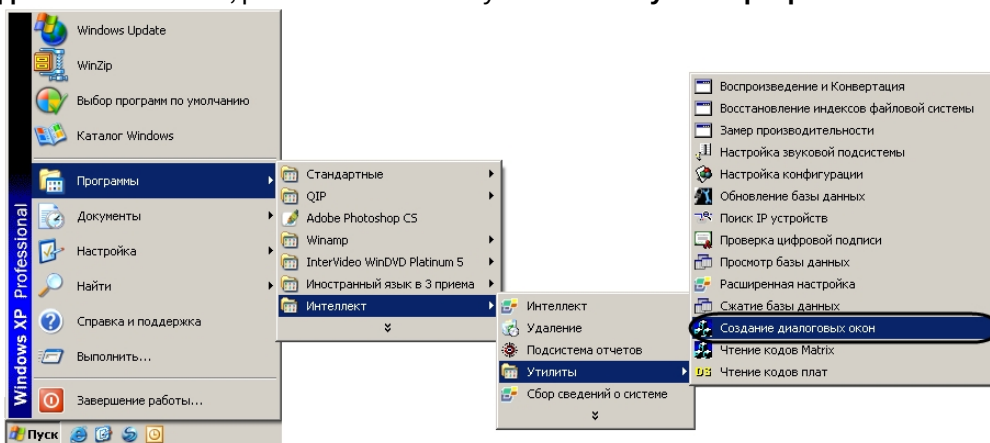 Windows Update
WinZip
Выбор программ по умолчанию
Каталог Windows
Программы
Документы
Настройка
Найти
Справка и поддержка
Выполнить...
Завершение работы...
Windows XP Professional
Пуск
Стандартные
QIP
Adobe Photoshop CS
Winamp
InterVideo WinDVD Platinum 5
Иностранный язык в 3 приема
Интеллект
Интеллект
Удаление
Подсистема отчетов
Утилиты
Сбор сведений о системе
Воспроизведение и Конвертация
Восстановление индексов файловой системы
Замер производительности
Настройка звуковой подсистемы
Настройка конфигурации
Обновление базы данных
Поиск IP устройств
Проверка цифровой подписи
Просмотр базы данных
Расширенная настройка
Сжатие базы данных
Создание диалоговых окон
Чтение кодов Matrix
DS Чтение кодов плат